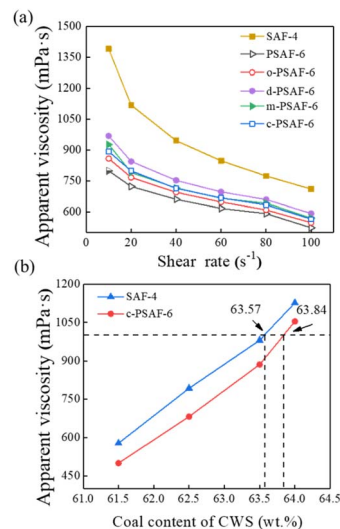 (a)
1500
1350
1200
1050
900
750
600
Apparent viscosity (mPa·s)
SAF-4
PSAF-6
o-PSAF-6
d-PSAF-6
m-PSAF-6
c-PSAF-6
0 20 40 60 80 100
Shear rate (s⁻¹)
(b)
1200
1050
900
750
600
450
Apparent viscosity (mPa·s)
SAF-4
c-PSAF-6
63.57
63.84
61.0 61.5 62.0 62.5 63.0 63.5 64.0 64.5
Coal content of CWS (wt.%)